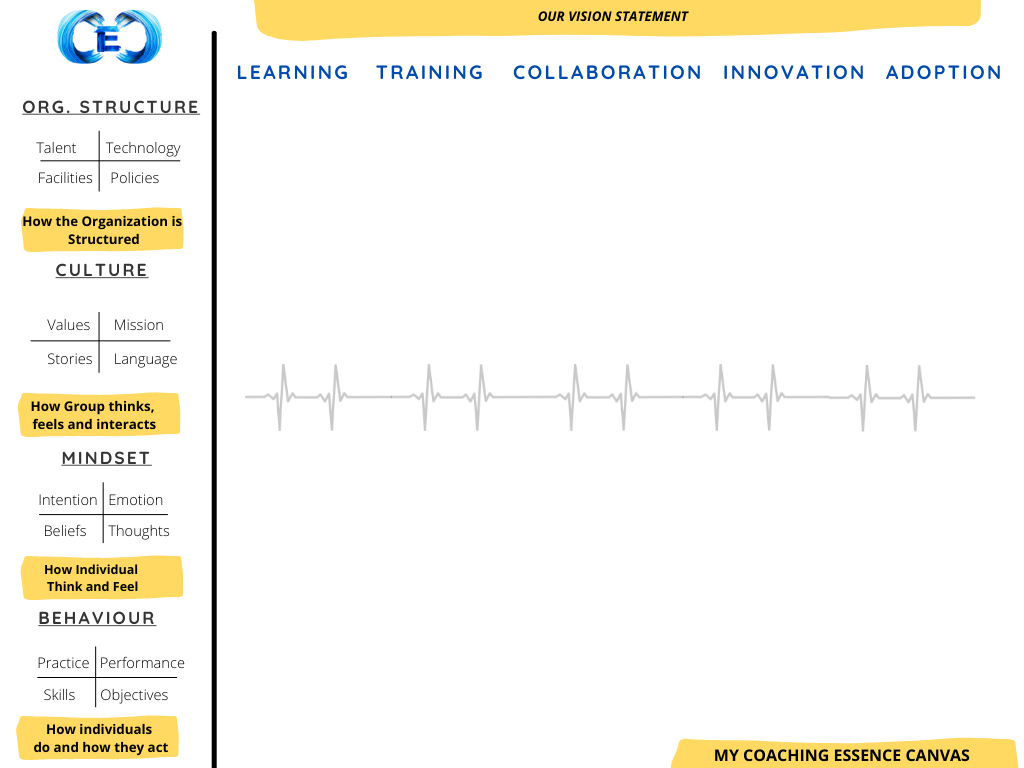 OUR VISION STATEMENT
LEARNING TRAINING COLLABORATION INNOVATION ADOPTION
E
ORG. STRUCTURE
Talent Technology
Facilities Policies
How the Organization is
Structured
CULTURE
Values Mission
Stories Language
How Group thinks,
feels and interacts
MINDSET
Intention Emotion
Beliefs Thoughts
How Individual
Think and Feel
BEHAVIOUR
Practice Performance
Skills Objectives
How individuals
do and how they act
MY COACHING ESSENCE CANVAS